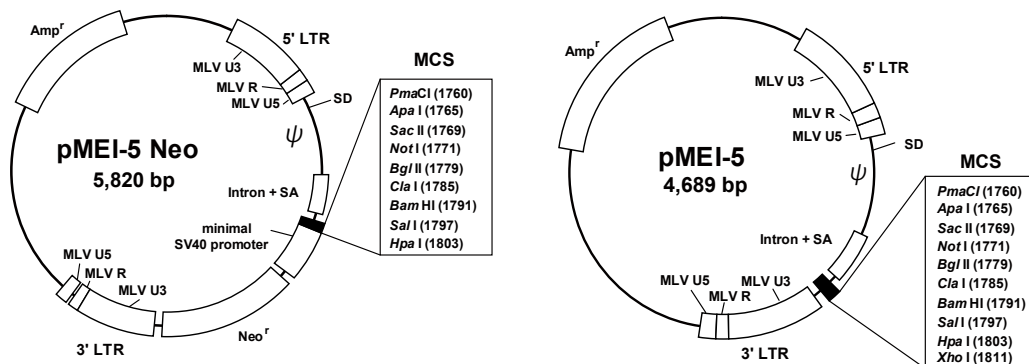 Ampʳ
5' LTR
MLV U3
MLV R
MLV U5
SD
ψ
pMEI-5 Neo
5,820 bp
Intron + SA
minimal
SV40 promoter
MLV U5
MLV R
MLV U3
3' LTR
Neoʳ
MCS
PmaCI (1760)
Apa I (1765)
Sac II (1769)
Not I (1771)
Bgl II (1779)
Cla I (1785)
Bam HI (1791)
Sal I (1797)
Hpa I (1803)
Ampʳ
5' LTR
MLV U3
MLV R
MLV U5
SD
ψ
pMEI-5
4,689 bp
Intron + SA
MLV U5
MLV R
MLV U3
3' LTR
MCS
PmaCI (1760)
Apa I (1765)
Sac II (1769)
Not I (1771)
Bgl II (1779)
Cla I (1785)
Bam HI (1791)
Sal I (1797)
Hpa I (1803)
Xho I (1811)